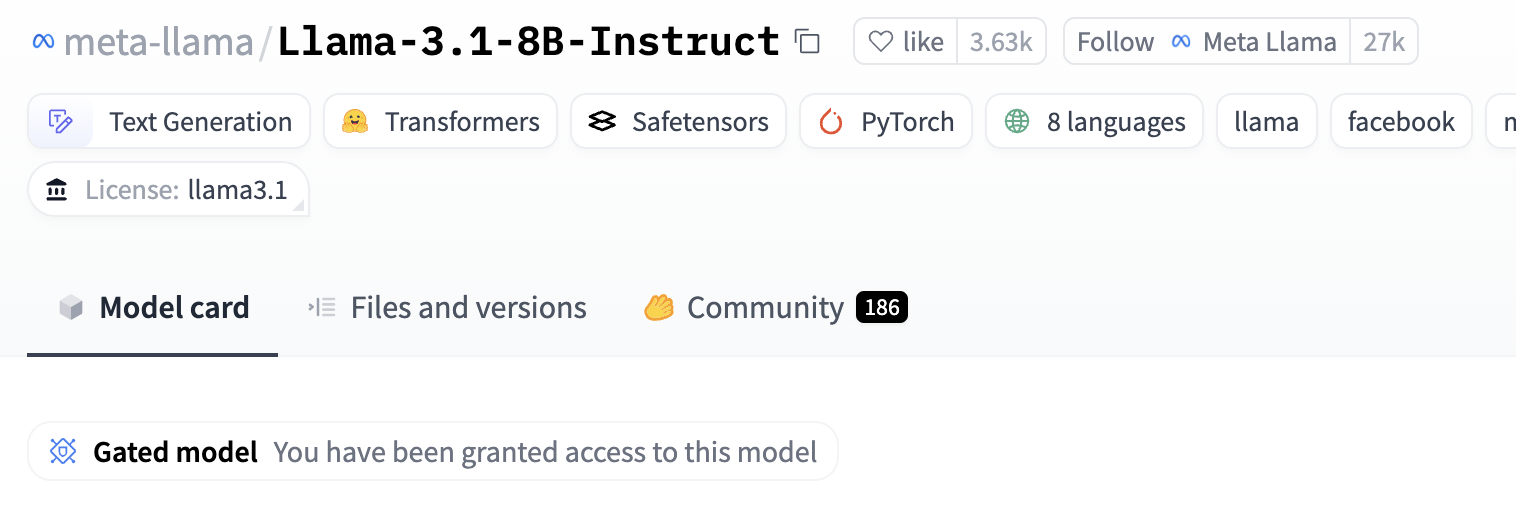 meta-llama/Llama-3.1-8B-Instruct like 3.63k Follow Meta Llama 27k
Text Generation Transformers Safetensors PyTorch 8 languages llama facebook
License: llama3.1
Model card Files and versions Community 186
Gated model You have been granted access to this model